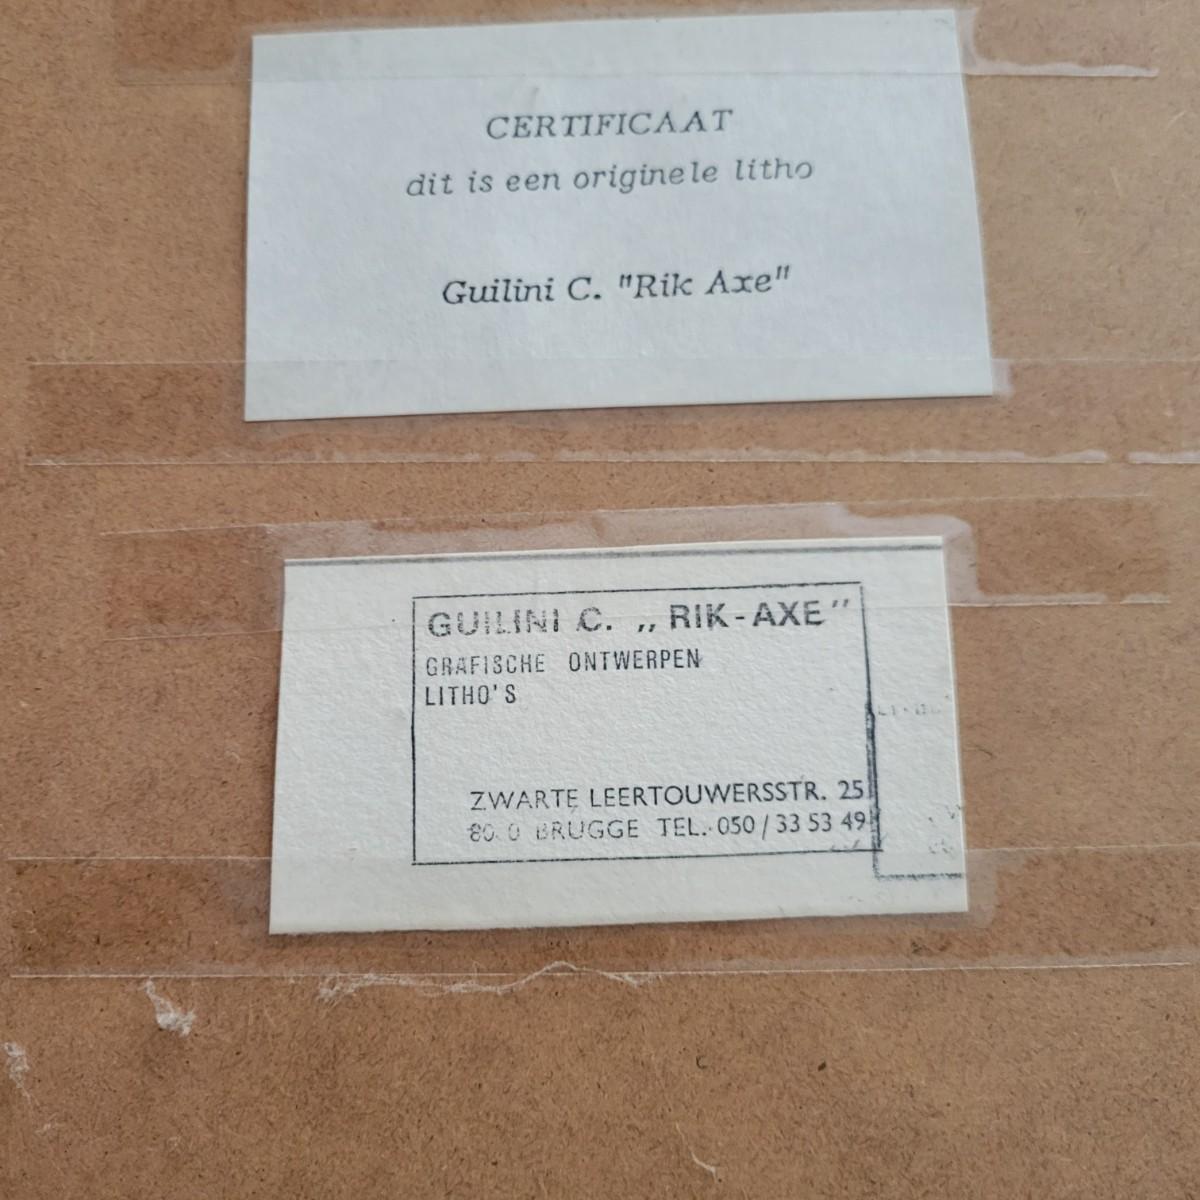 CERTIFICAAT
dit is een originele litho
Guilini C. "Rik Axe"
GUILINI C. „ RIK-AXE "
GRAFISCHE ONTWERPEN
LITHO'S
ZWARTE LEERTOUWERSSTR. 25
BRUGGE TEL. 050 / 33 53 49